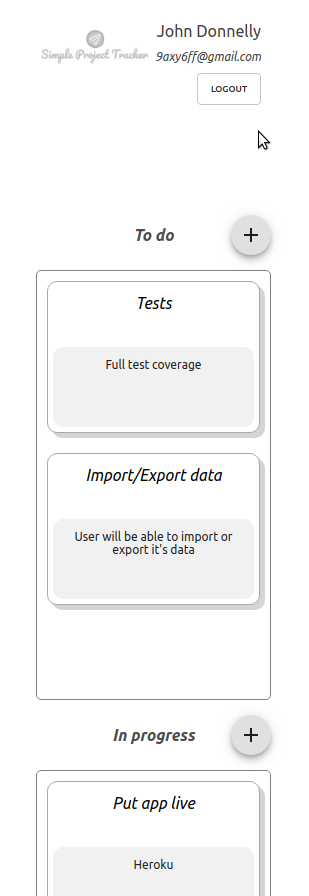 John Donnelly
Simple Project Tracker
9axy6ff@gmail.com
LOGOUT
To do
+
Tests
Full test coverage
Import/Export data
User will be able to import or
export it's data
In progress
+
Put app live
Heroku